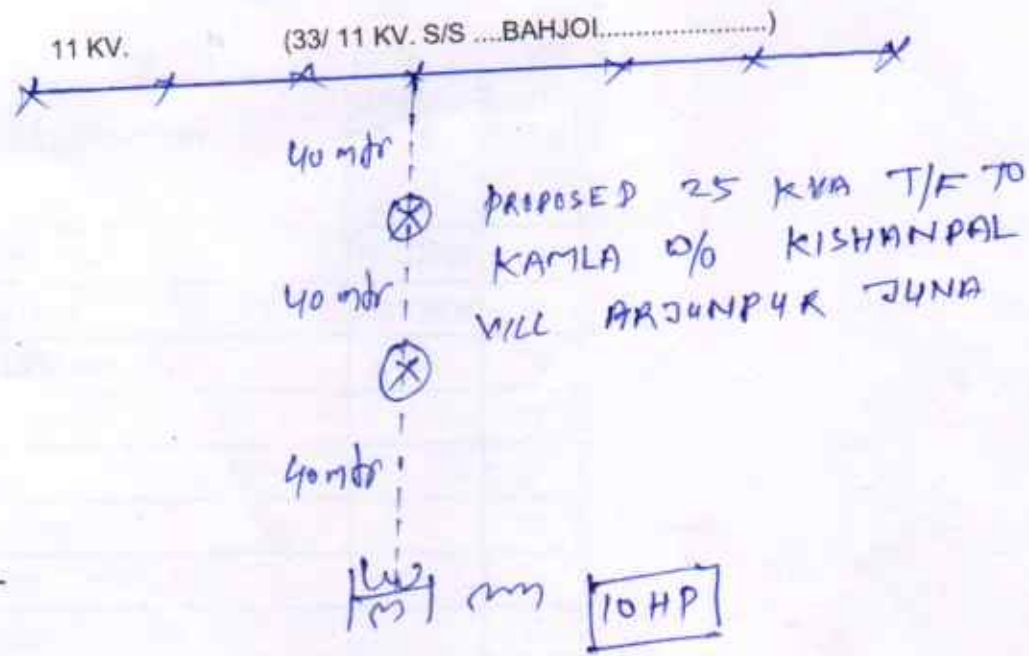 11 KV. (33/ 11 KV. S/S ....BAHJOI.......................)
40 mtr
PROPOSED 25 KVA T/F TO
KAMLA D/o KISHANPAL
40 mtr
VILL ARJUNPUR JUNA
40 mtr
10 HP